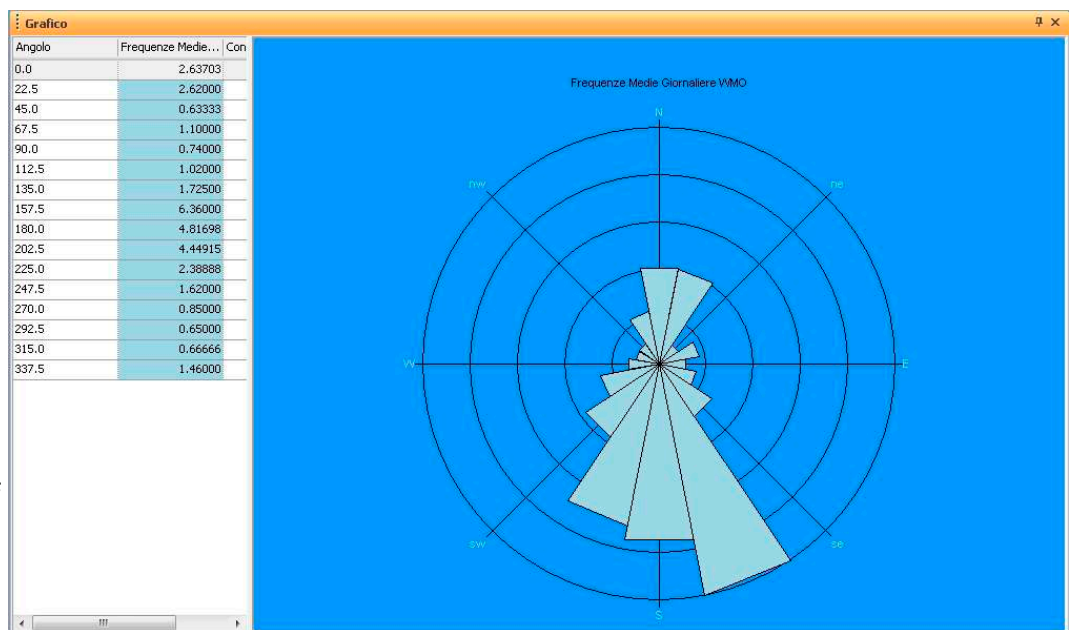 Grafico
Angolo Frequenze Medie... Con
0.0 2.63703
22.5 2.62000
45.0 0.63333
67.5 1.10000
90.0 0.74000
112.5 1.02000
135.0 1.72500
157.5 6.36000
180.0 4.81698
202.5 4.44915
225.0 2.38888
247.5 1.62000
270.0 0.85000
292.5 0.65000
315.0 0.66666
337.5 1.46000
Frequenze Medie Giornaliere WMO
N
nw ne
W E
sw se
S